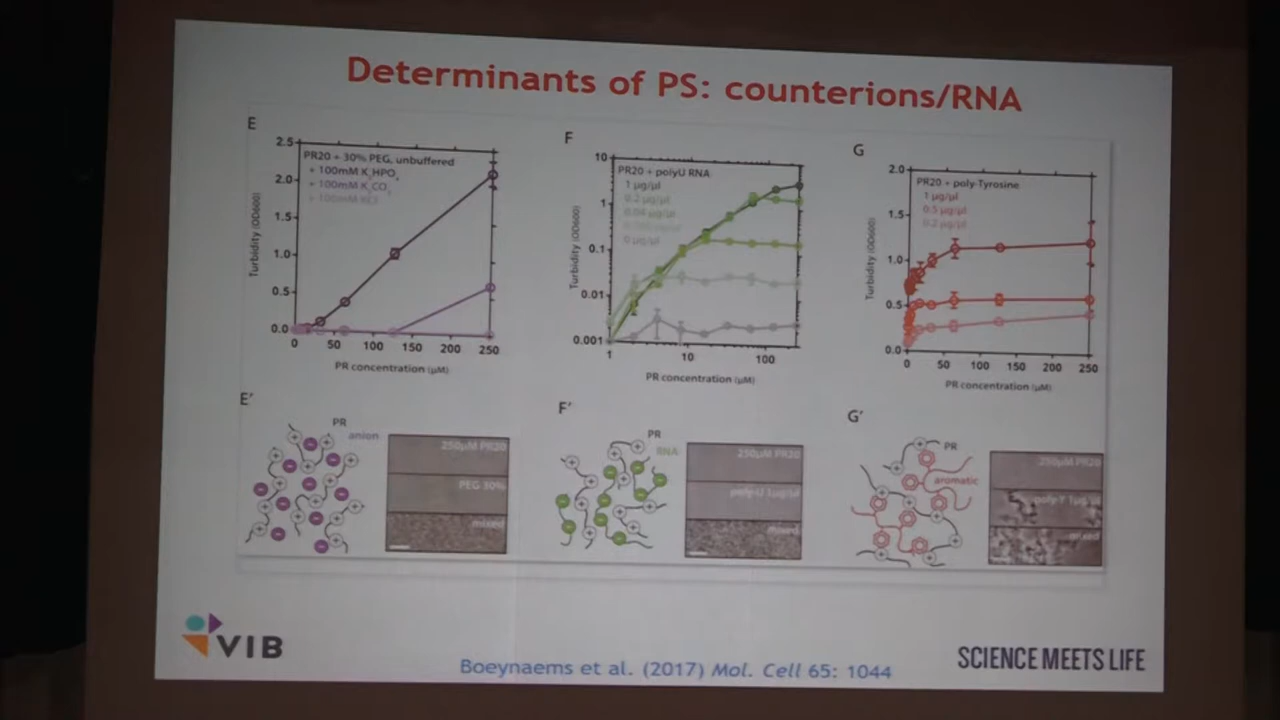 Determinants of PS: counterions/RNA
E
2.5
2.0
1.5
1.0
0.5
0.0
0
50
100
150
200
250
Turbidity (OD600)
PR concentration (µM)
PR20 + 30% PEG, unbuffered
+ 100mM K2HPO4
+ 100mM K2CO3
+ 100mM KCl
F
10
1
0.1
0.01
0.001
1
10
100
Turbidity (OD600)
PR concentration (µM)
PR20 + polyU RNA
1 µg/µl
0.2 µg/µl
0.04 µg/µl
0 µg/µl
G
2.0
1.5
1.0
0.5
0.0
0
50
100
150
200
250
Turbidity (OD600)
PR concentration (µM)
PR20 + poly-Tyrosine
1 µg/µl
0.5 µg/µl
0.2 µg/µl
E'
PR
anion
250µM PR20
PEG 30%
mixed
F'
PR
RNA
250µM PR20
poly-U 1µg/µl
mixed
G'
PR
aromatic
250µM PR20
poly-Y 1µg/µl
mixed
VIB
Boeynaems et al. (2017) Mol. Cell 65: 1044
SCIENCE MEETS LIFE